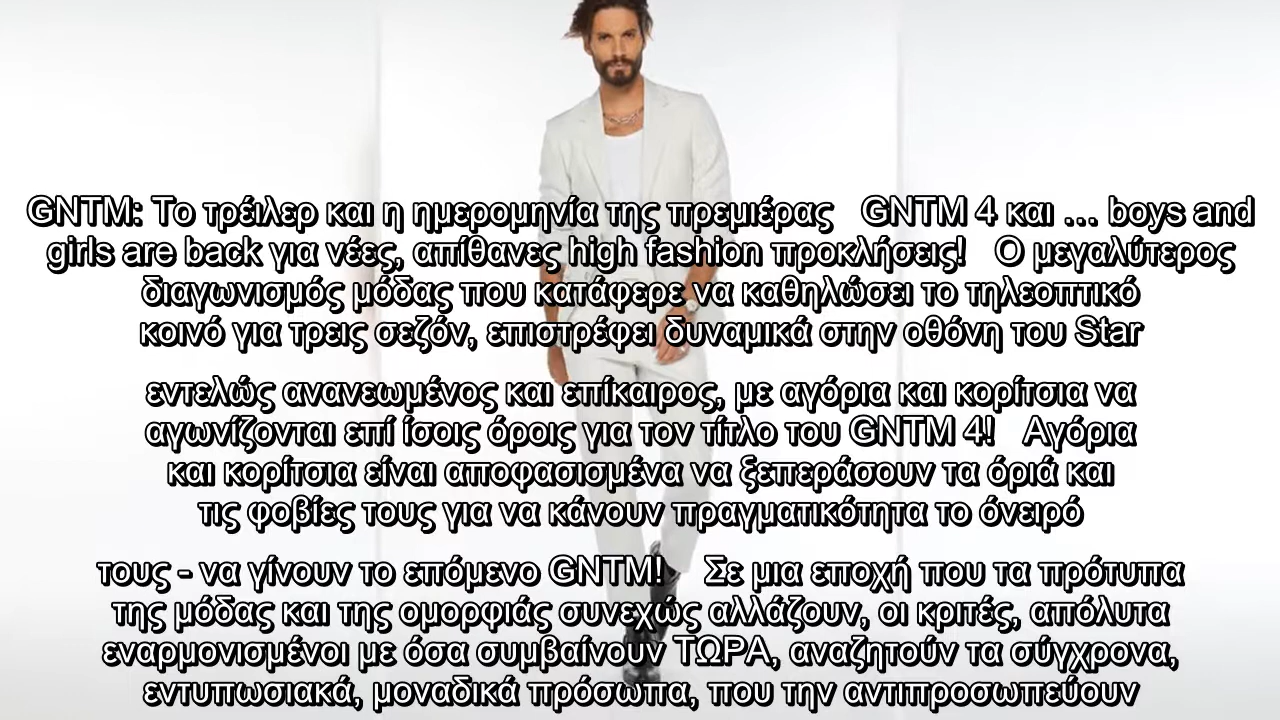 GNTM: Το τρέιλερ και η ημερομηνία της πρεμιέρας GNTM 4 και ... boys and
girls are back για νέες, απίθανες high fashion προκλήσεις! Ο μεγαλύτερος
διαγωνισμός μόδας που κατάφερε να καθηλώσει το τηλεοπτικό
κοινό για τρεις σεζόν, επιστρέφει δυναμικά στην οθόνη του Star
εντελώς ανανεωμένος και επίκαιρος, με αγόρια και κορίτσια να
αγωνίζονται επί ίσοις όροις για τον τίτλο του GNTM 4! Αγόρια
και κορίτσια είναι αποφασισμένα να ξεπεράσουν τα όριά και
τις φοβίες τους για να κάνουν πραγματικότητα το όνειρό
τους - να γίνουν το επόμενο GNTM! Σε μια εποχή που τα πρότυπα
της μόδας και της ομορφιάς συνεχώς αλλάζουν, οι κριτές, απόλυτα
εναρμονισμένοι με όσα συμβαίνουν ΤΩΡΑ, αναζητούν τα σύγχρονα,
εντυπωσιακά, μοναδικά πρόσωπα, που την αντιπροσωπεύουν